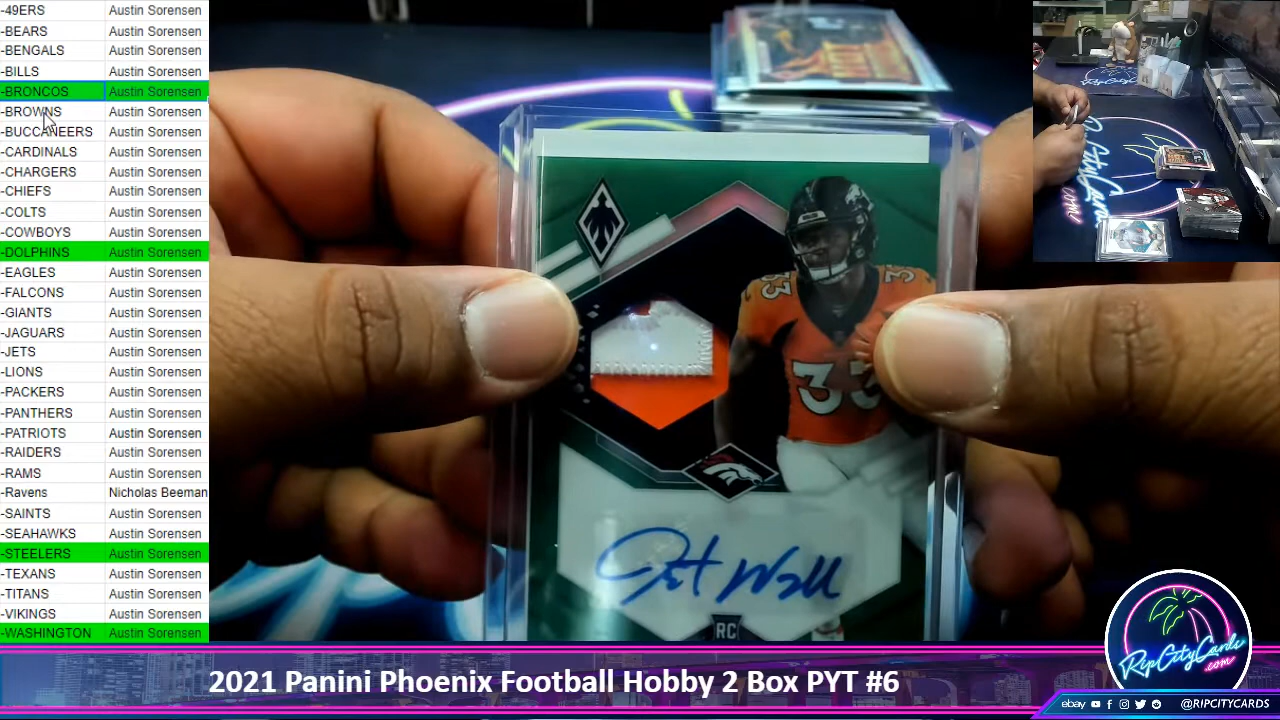 -49ERS Austin Sorensen
-BEARS Austin Sorensen
-BENGALS Austin Sorensen
-BILLS Austin Sorensen
-BRONCOS Austin Sorensen
-BROWNS Austin Sorensen
-BUCCANEERS Austin Sorensen
-CARDINALS Austin Sorensen
-CHARGERS Austin Sorensen
-CHIEFS Austin Sorensen
-COLTS Austin Sorensen
-COWBOYS Austin Sorensen
-DOLPHINS Austin Sorensen
-EAGLES Austin Sorensen
-FALCONS Austin Sorensen
-GIANTS Austin Sorensen
-JAGUARS Austin Sorensen
-JETS Austin Sorensen
-LIONS Austin Sorensen
-PACKERS Austin Sorensen
-PANTHERS Austin Sorensen
-PATRIOTS Austin Sorensen
-RAIDERS Austin Sorensen
-RAMS Austin Sorensen
-Ravens Nicholas Beeman
-SAINTS Austin Sorensen
-SEAHAWKS Austin Sorensen
-STEELERS Austin Sorensen
-TEXANS Austin Sorensen
-TITANS Austin Sorensen
-VIKINGS Austin Sorensen
-WASHINGTON Austin Sorensen
33
33
33
RC
2021 Panini Phoenix Football Hobby 2 Box PYT #6
RipCityCards
.com
ebay @RIPCITYCARDS